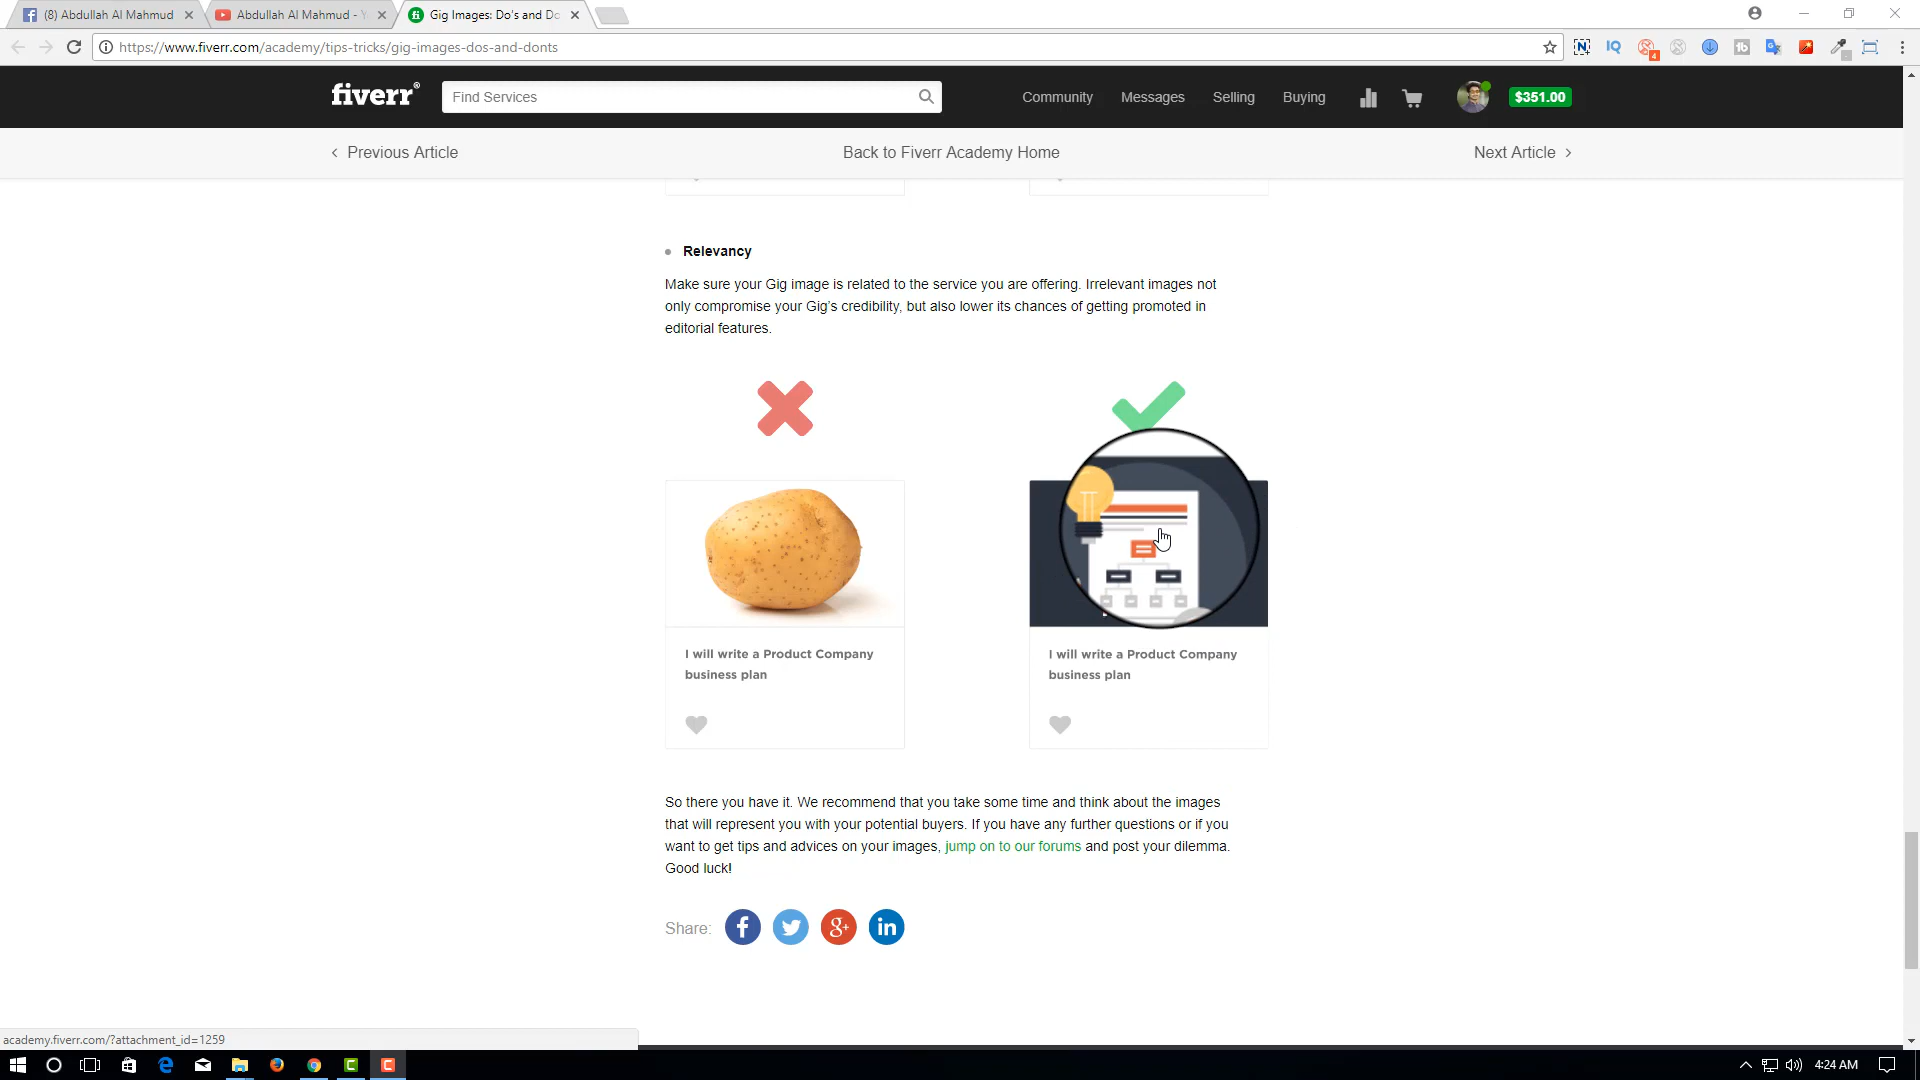 (8) Abdullah Al Mahmud
Abdullah Al Mahmud - Y
Gig Images: Do's and Do
https://www.fiverr.com/academy/tips-tricks/gig-images-dos-and-donts
fiverr®
Find Services
Community
Messages
Selling
Buying
$351.00
Previous Article
Back to Fiverr Academy Home
Next Article
Relevancy
Make sure your Gig image is related to the service you are offering. Irrelevant images not
only compromise your Gig's credibility, but also lower its chances of getting promoted in
editorial features.
I will write a Product Company
business plan
I will write a Product Company
business plan
So there you have it. We recommend that you take some time and think about the images
that will represent you with your potential buyers. If you have any further questions or if you
want to get tips and advices on your images, jump on to our forums and post your dilemma.
Good luck!
Share:
academy.fiverr.com/?attachment_id=1259
4:24 AM